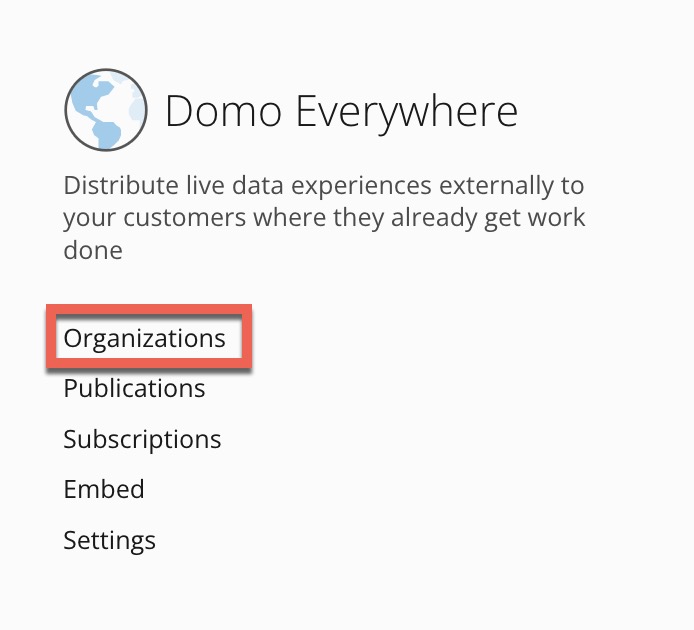 Domo Everywhere
Distribute live data experiences externally to
your customers where they already get work
done
Organizations
Publications
Subscriptions
Embed
Settings